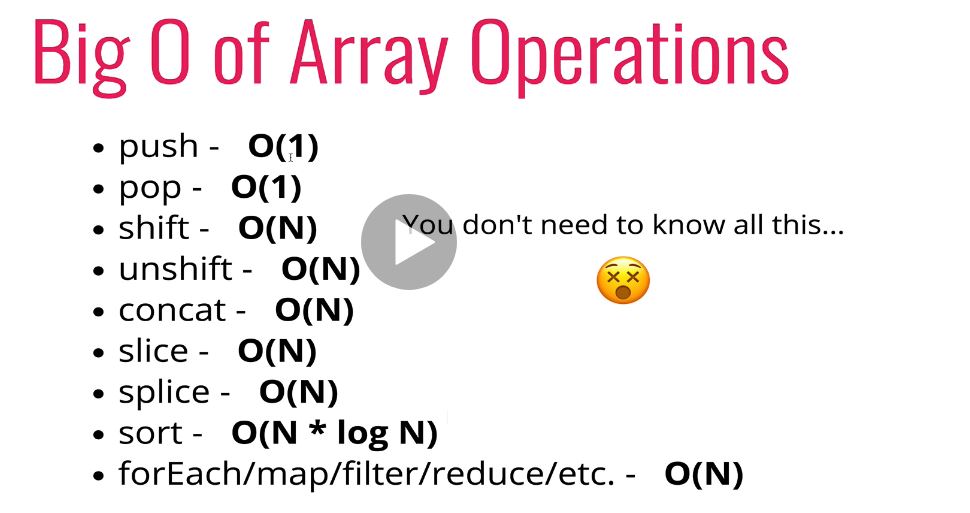 Big O of Array Operations
• push - O(1)
• pop - O(1)
• shift - O(N)
You don't need to know all this...
• unshift - O(N)
• concat - O(N)
• slice - O(N)
• splice - O(N)
• sort - O(N * log N)
• forEach/map/filter/reduce/etc. - O(N)